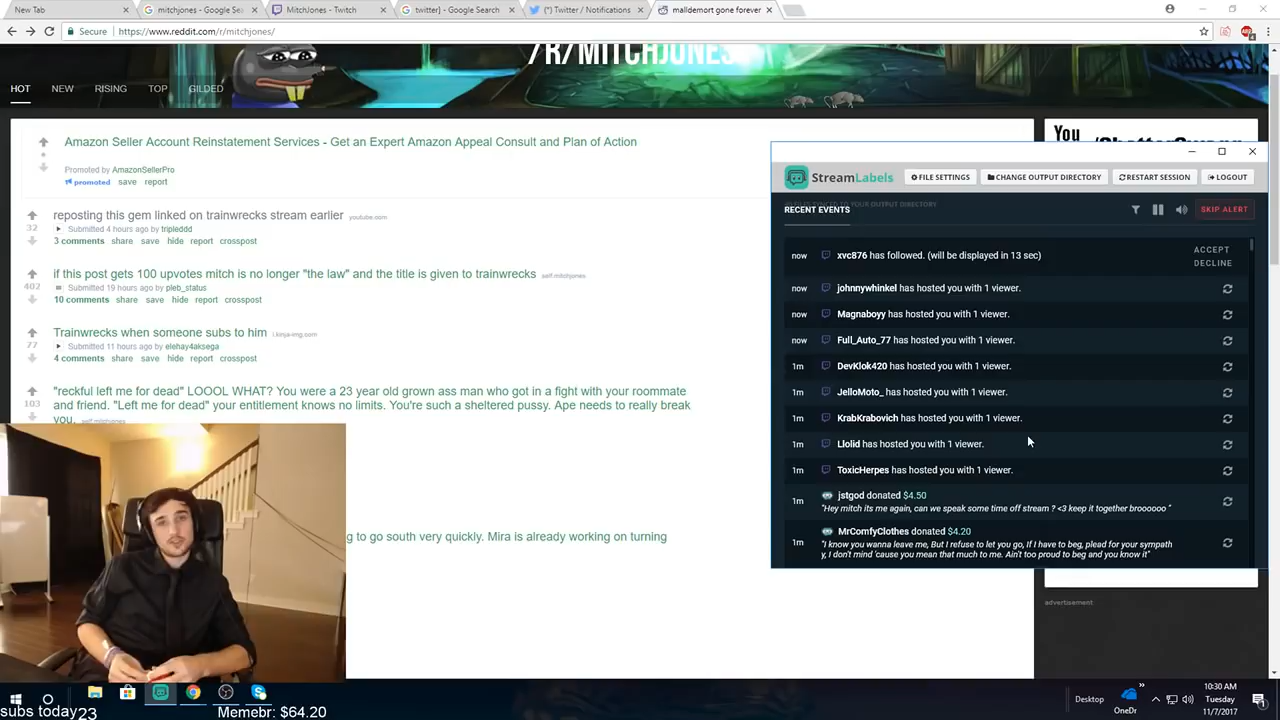 New Tab
mitchjones - Google Sea
MitchJones - Twitch
twitter] - Google Search
(*) Twitter / Notifications
malldemort gone forever
Secure
https://www.reddit.com/r/mitchjones/
/R/MITCHJONES
HOT
NEW
RISING
TOP
GILDED
Amazon Seller Account Reinstatement Services - Get an Expert Amazon Appeal Consult and Plan of Action
Promoted by AmazonSellerPro
promoted save report
reposting this gem linked on trainwrecks stream earlier youtube.com
32
Submitted 4 hours ago by tripleddd
3 comments share save hide report crosspost
if this post gets 100 upvotes mitch is no longer "the law" and the title is given to trainwrecks self.mitchjones
402
Submitted 19 hours ago by pleb_status
10 comments share save hide report crosspost
Trainwrecks when someone subs to him i.kinja-img.com
77
Submitted 11 hours ago by elehay4aksega
4 comments share save hide report crosspost
"reckful left me for dead" LOOOL WHAT? You were a 23 year old grown ass man who got in a fight with your roommate
103
and friend. "Left me for dead" your entitlement knows no limits. You're such a sheltered pussy. Ape needs to really break
you. self.mitchjones
g to go south very quickly. Mira is already working on turning
You
advertisement
StreamLabels
FILE SETTINGS
CHANGE OUTPUT DIRECTORY
RESTART SESSION
LOGOUT
RECENT EVENTS
SKIP ALERT
now xvc876 has followed. (will be displayed in 13 sec)
ACCEPT
DECLINE
now johnnywhinkel has hosted you with 1 viewer.
now Magnaboyy has hosted you with 1 viewer.
now Full_Auto_77 has hosted you with 1 viewer.
1m DevKlok420 has hosted you with 1 viewer.
1m JelloMoto_ has hosted you with 1 viewer.
1m KrabKrabovich has hosted you with 1 viewer.
1m Llolid has hosted you with 1 viewer.
1m ToxicHerpes has hosted you with 1 viewer.
1m jstgod donated $4.50
"Hey mitch its me again, can we speak some time off stream ? <3 keep it together broooooo "
1m MrComfyClothes donated $4.20
"I know you wanna leave me, But I refuse to let you go, If I have to beg, plead for your sympath
y, I don't mind 'cause you mean that much to me. Ain't too proud to beg and you know it"
subs today23
Memebr: $64.20
Desktop
OneDr
10:30 AM
Tuesday
11/7/2017